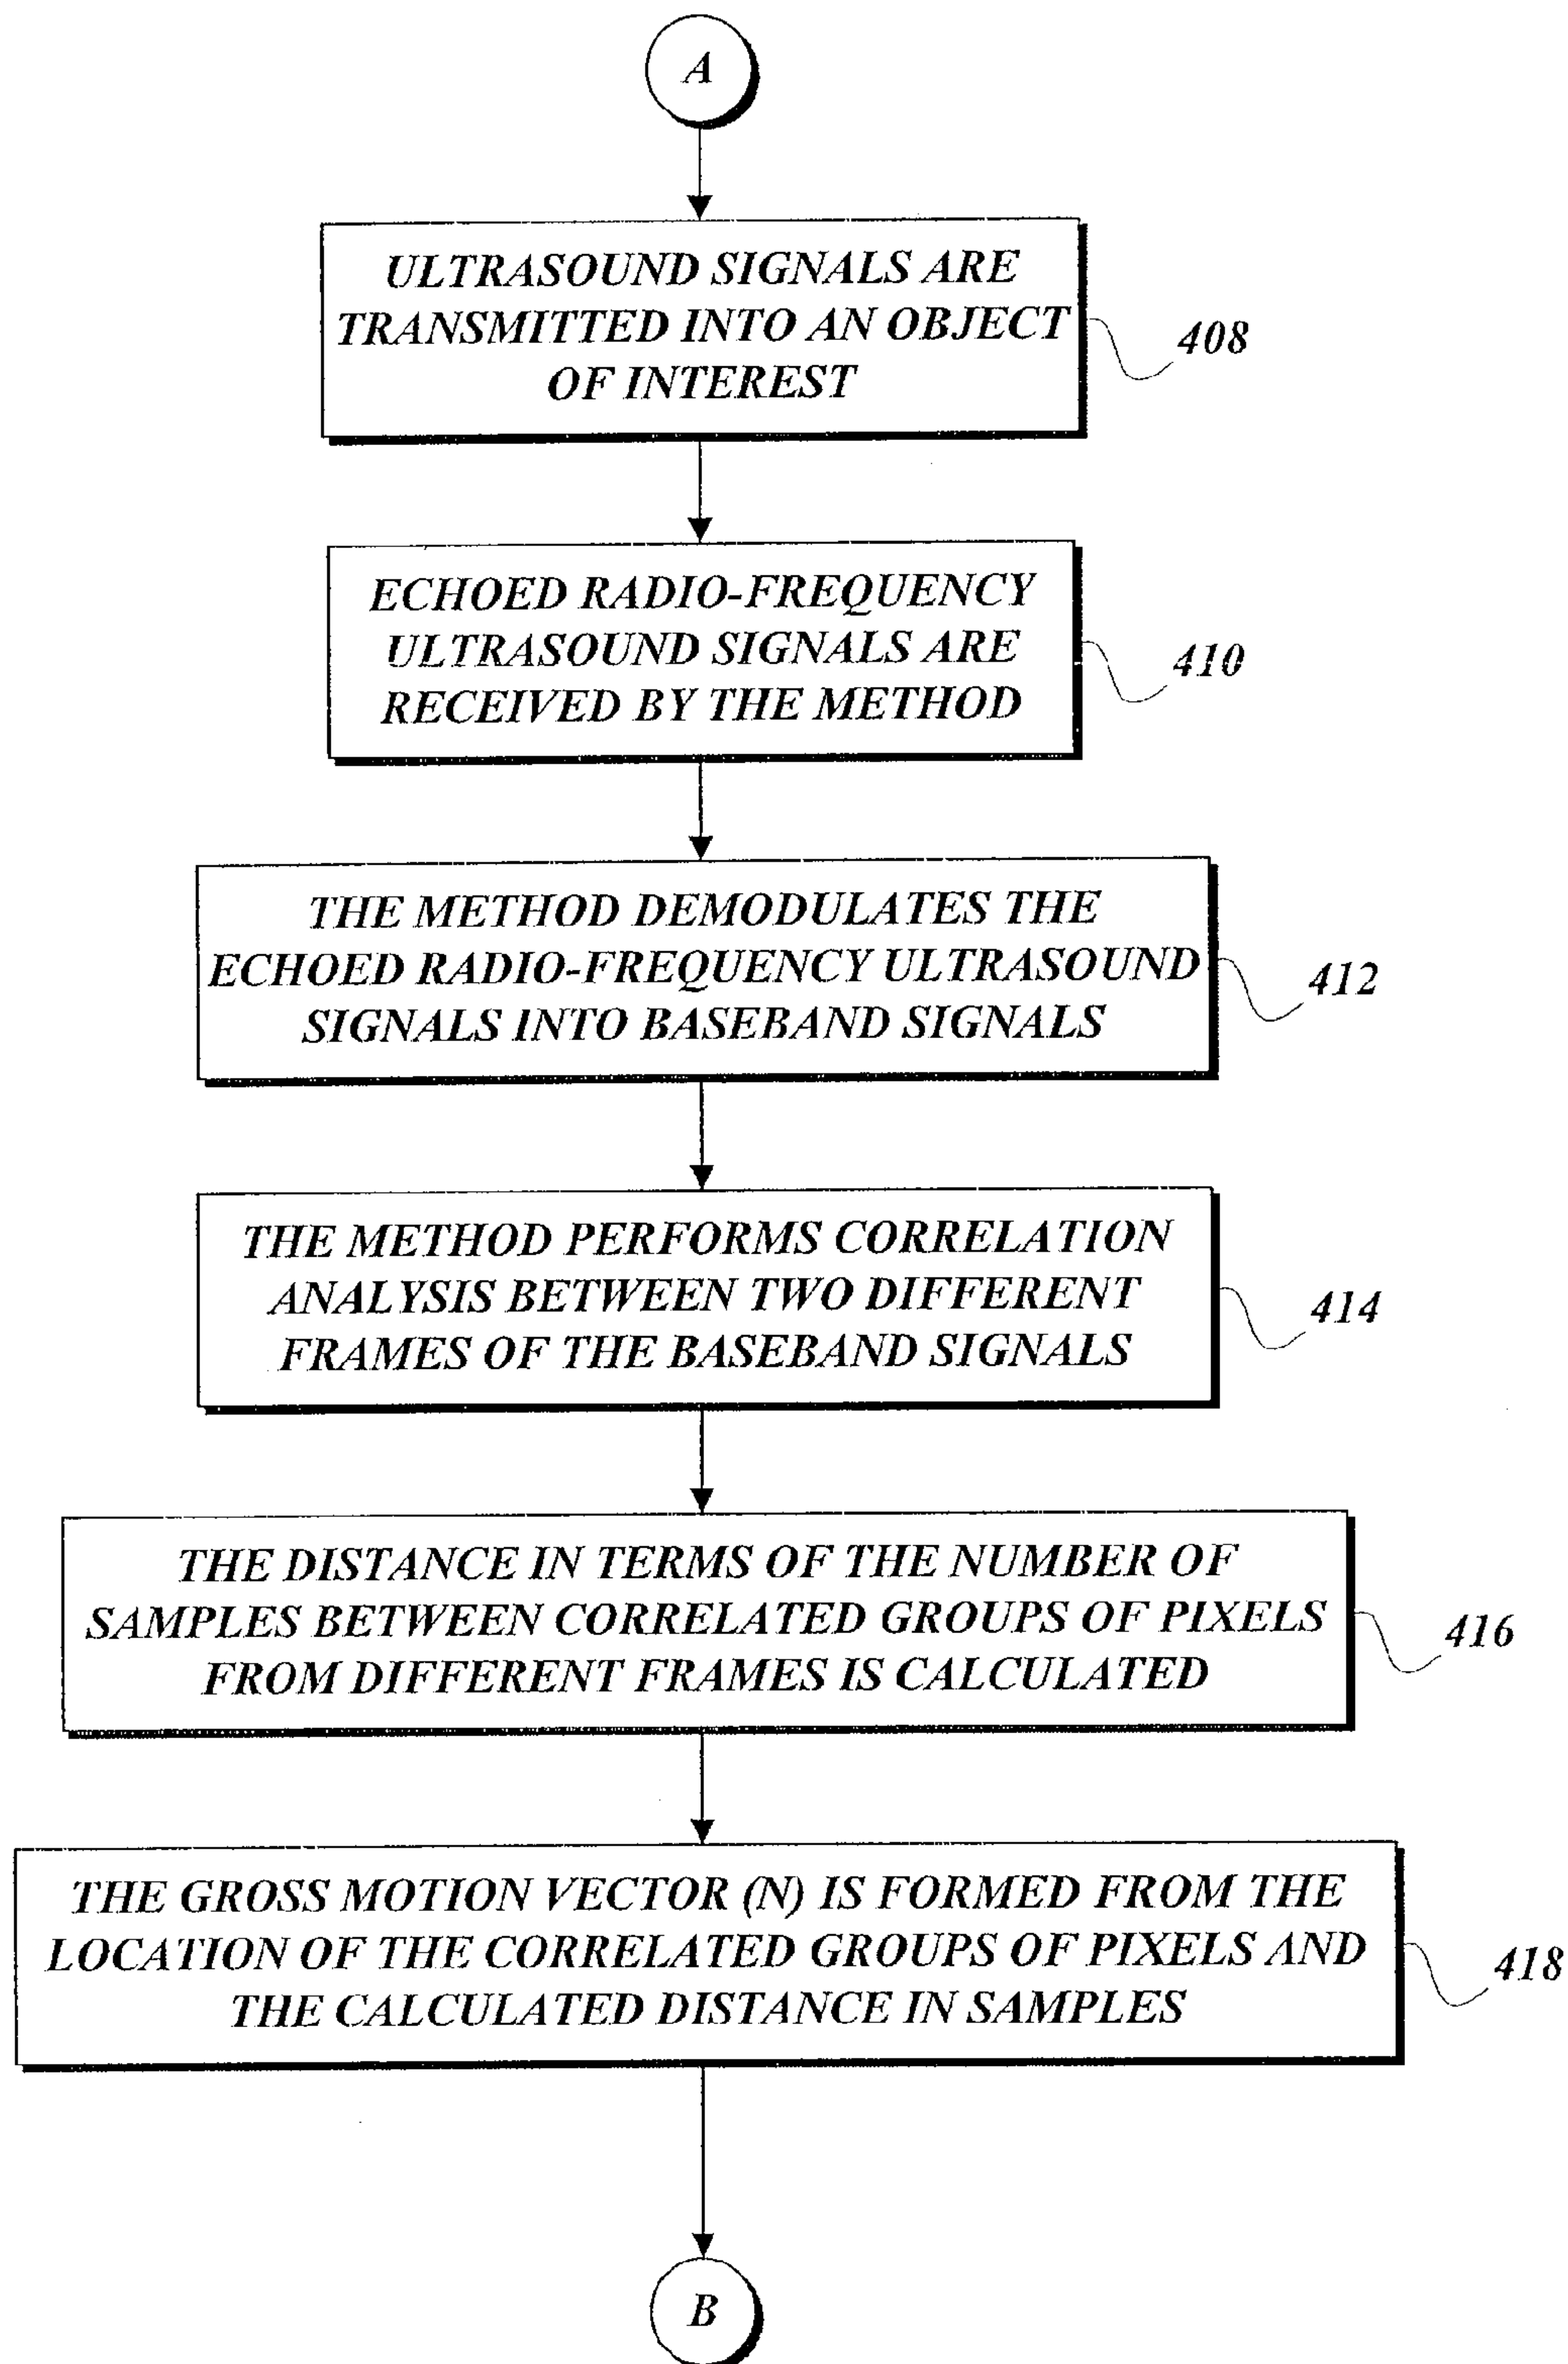 A
ULTRASOUND SIGNALS ARE
TRANSMITTED INTO AN OBJECT
OF INTEREST
408
ECHOED RADIO-FREQUENCY
ULTRASOUND SIGNALS ARE
RECEIVED BY THE METHOD
410
THE METHOD DEMODULATES THE
ECHOED RADIO-FREQUENCY ULTRASOUND
SIGNALS INTO BASEBAND SIGNALS
412
THE METHOD PERFORMS CORRELATION
ANALYSIS BETWEEN TWO DIFFERENT
FRAMES OF THE BASEBAND SIGNALS
414
THE DISTANCE IN TERMS OF THE NUMBER OF
SAMPLES BETWEEN CORRELATED GROUPS OF PIXELS
FROM DIFFERENT FRAMES IS CALCULATED
416
THE GROSS MOTION VECTOR (N) IS FORMED FROM THE
LOCATION OF THE CORRELATED GROUPS OF PIXELS AND
THE CALCULATED DISTANCE IN SAMPLES
418
B